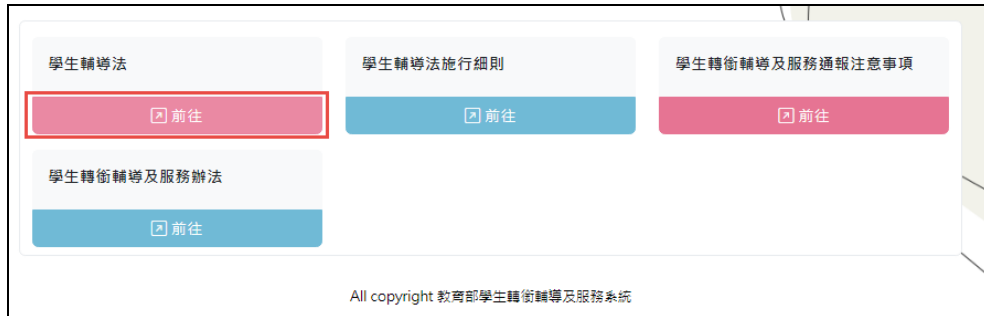 學生輔導法
前往
學生輔導法施行細則
前往
學生轉銜輔導及服務通報注意事項
前往
學生轉銜輔導及服務辦法
前往
All copyright 教育部學生轉銜輔導及服務系統